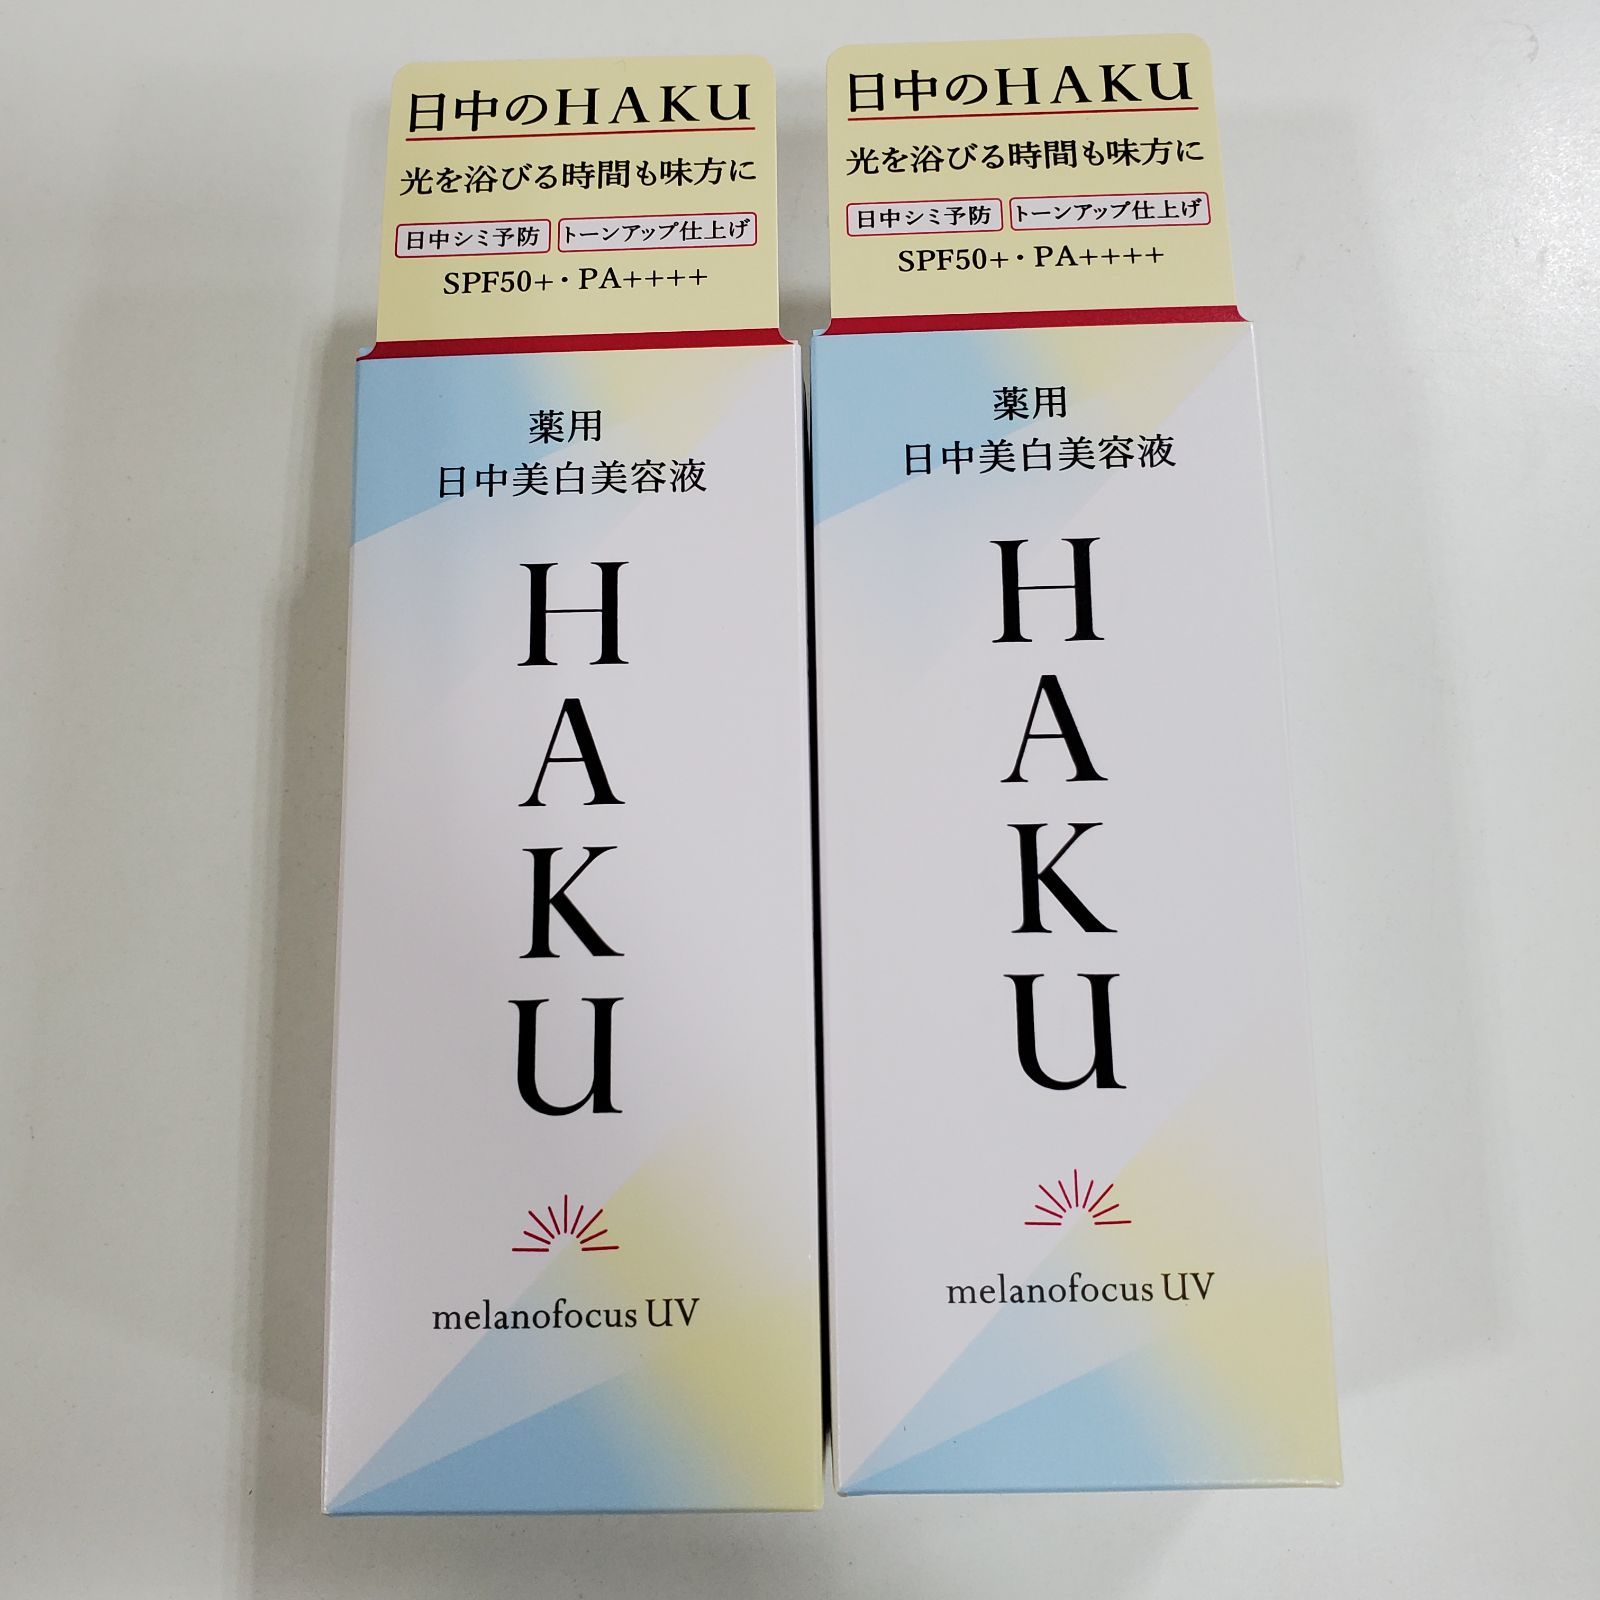 日中のHAKU
光を浴びる時間も味方に
日中シミ予防 トーンアップ仕上げ
SPF50+・PA++++
薬用
日中美白美容液
HAKU
melanofocus UV
日中のHAKU
光を浴びる時間も味方に
日中シミ予防 トーンアップ仕上げ
SPF50+・PA++++
薬用
日中美白美容液
HAKU
melanofocus UV